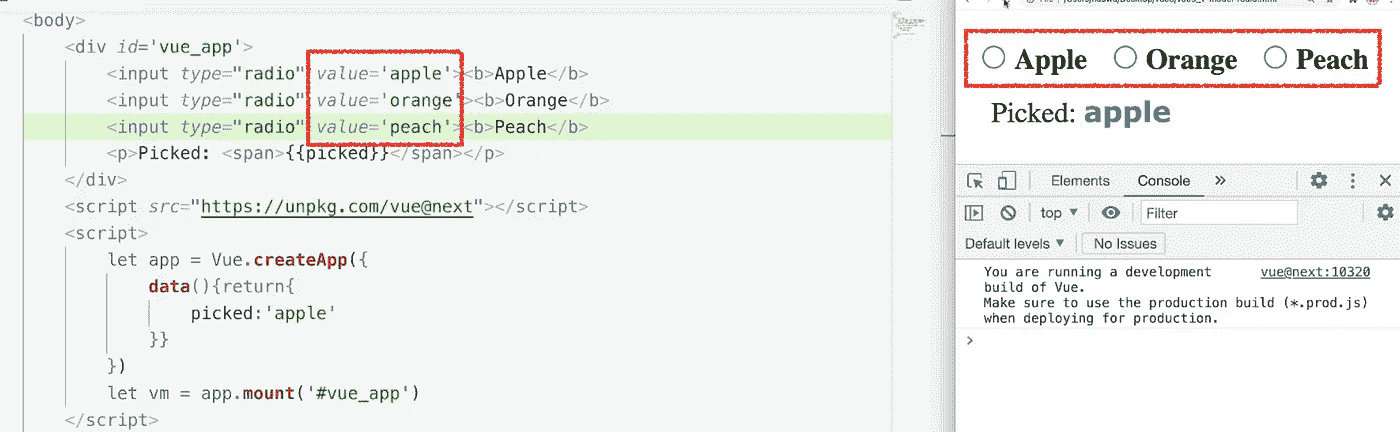 <body>
<div id='vue_app'>
<input type="radio" value='apple'><b>Apple</b>
<input type="radio" value='orange'><b>Orange</b>
<input type="radio" value='peach'><b>Peach</b>
<p>Picked: <span>{{picked}}</span></p>
</div>
<script src="https://unpkg.com/vue@next"></script>
<script>
let app = Vue.createApp({
data(){return{
picked:'apple'
}}
})
let vm = app.mount('#vue_app')
</script>
Apple Orange Peach
Picked: apple
Elements Console »
top Filter
Default levels No Issues
You are running a development vue@next:10320
build of Vue.
Make sure to use the production build (*.prod.js)
when deploying for production.
>